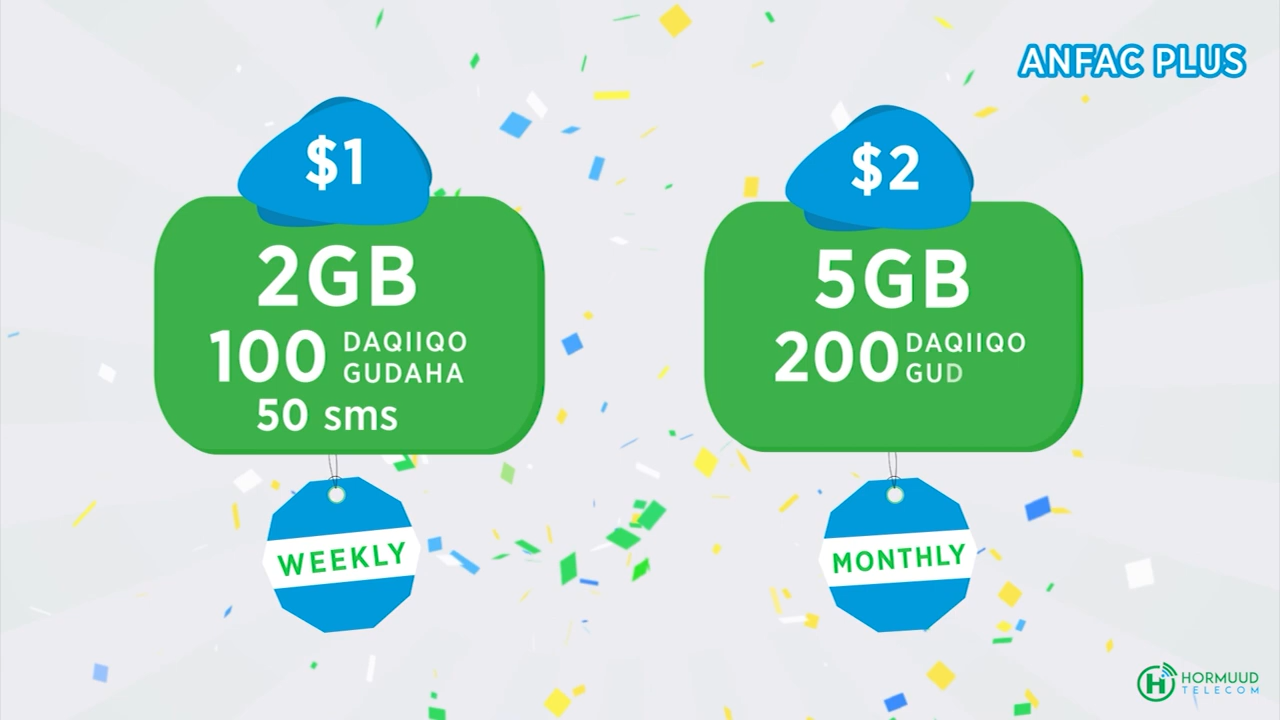 ANFAC PLUS
$1
2GB
100 DAQIIQO
GUDAHA
50 sms
WEEKLY
$2
5GB
200 DAQIIQO
GUD
MONTHLY
HORMUUD
TELECOM